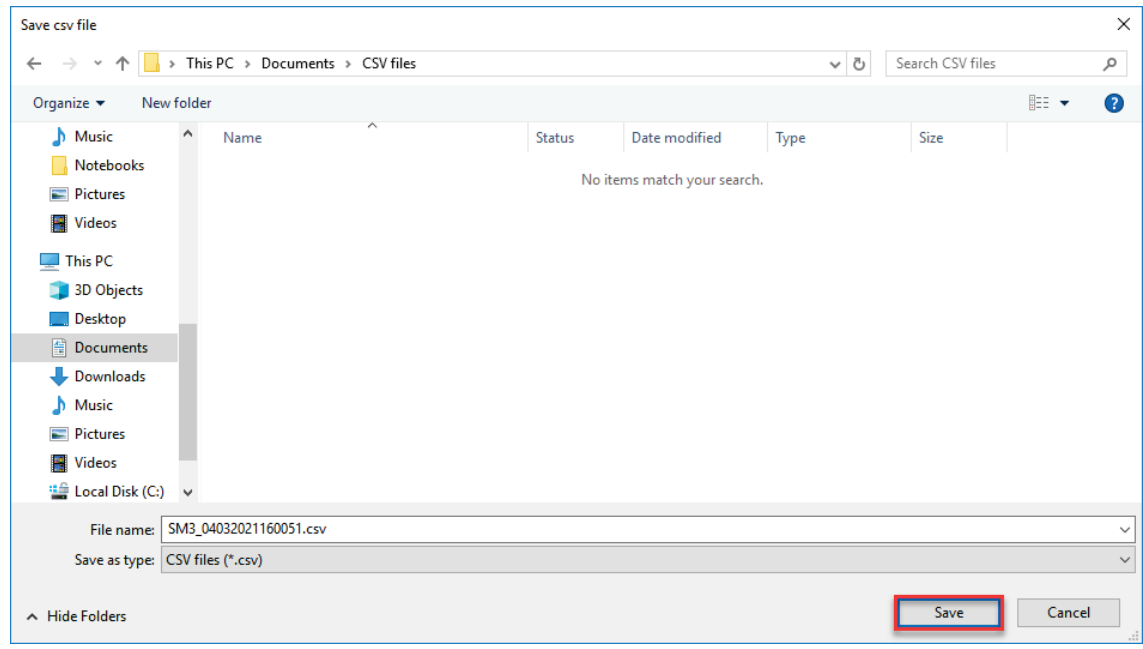 Save csv file
This PC > Documents > CSV files
Search CSV files
Organize
New folder
Name Status Date modified Type Size
No items match your search.
Music
Notebooks
Pictures
Videos
This PC
3D Objects
Desktop
Documents
Downloads
Music
Pictures
Videos
Local Disk (C:)
File name: SM3_04032021160051.csv
Save as type: CSV files (*.csv)
Hide Folders
Save
Cancel